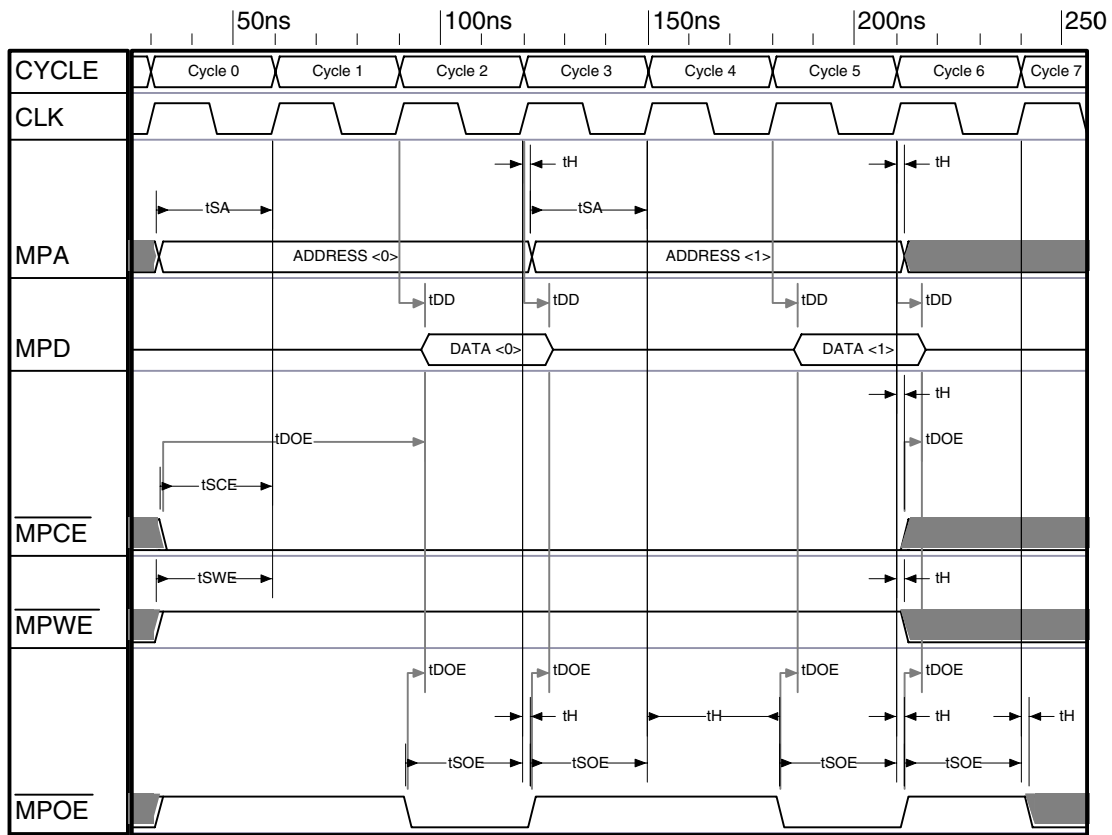 50ns 100ns 150ns 200ns 250
CYCLE Cycle 0 Cycle 1 Cycle 2 Cycle 3 Cycle 4 Cycle 5 Cycle 6 Cycle 7
CLK
tH tH
tSA tSA
MPA ADDRESS <0> ADDRESS <1>
tDD tDD tDD tDD
MPD DATA <0> DATA <1>
tH
tDOE tDOE
tSCE
MPCE
tSWE tH
MPWE
tDOE tDOE tDOE tDOE
tH tH tH tH
tSOE tSOE tSOE tSOE
MPOE